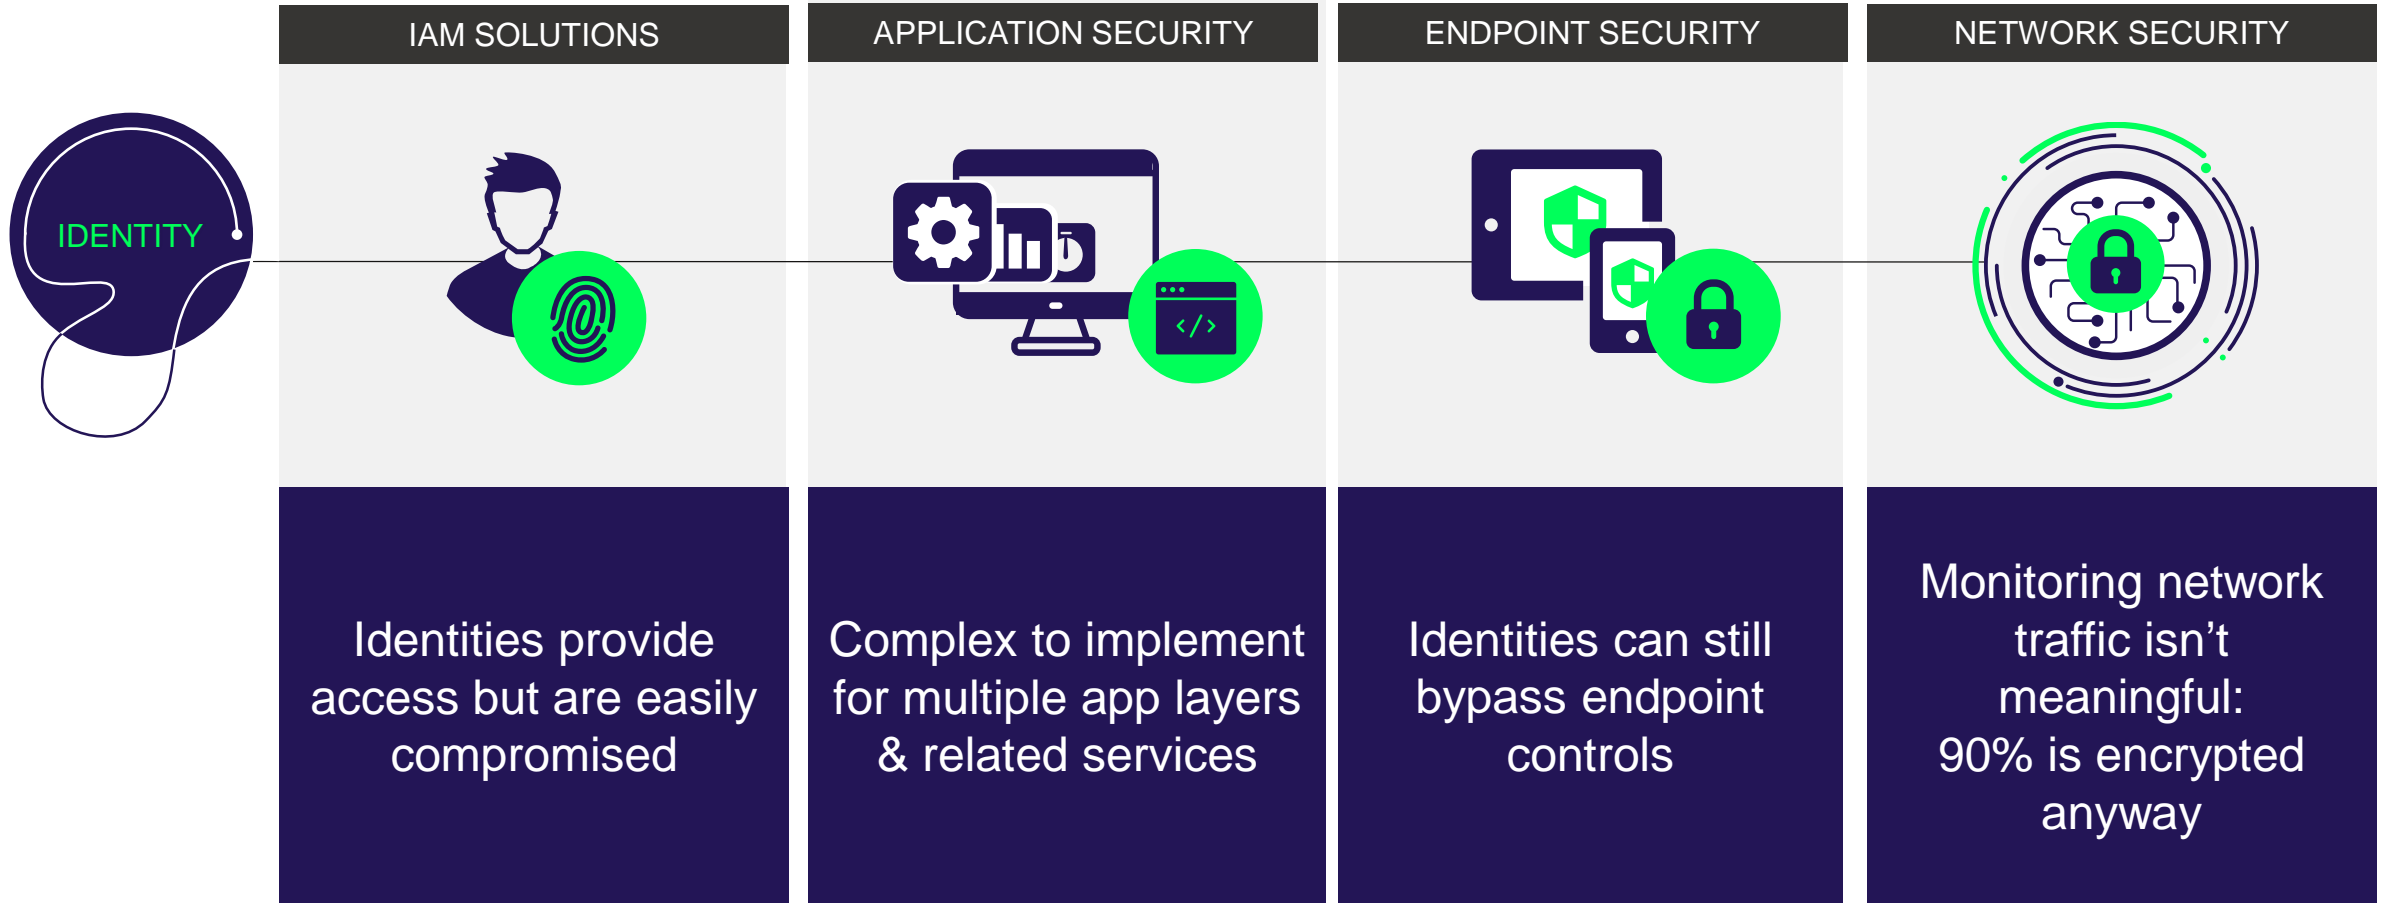 IDENTITY
IAM SOLUTIONS
Identities provide
access but are easily
compromised
APPLICATION SECURITY
</>
Complex to implement
for multiple app layers
& related services
ENDPOINT SECURITY
Identities can still
bypass endpoint
controls
NETWORK SECURITY
Monitoring network
traffic isn’t
meaningful:
90% is encrypted
anyway